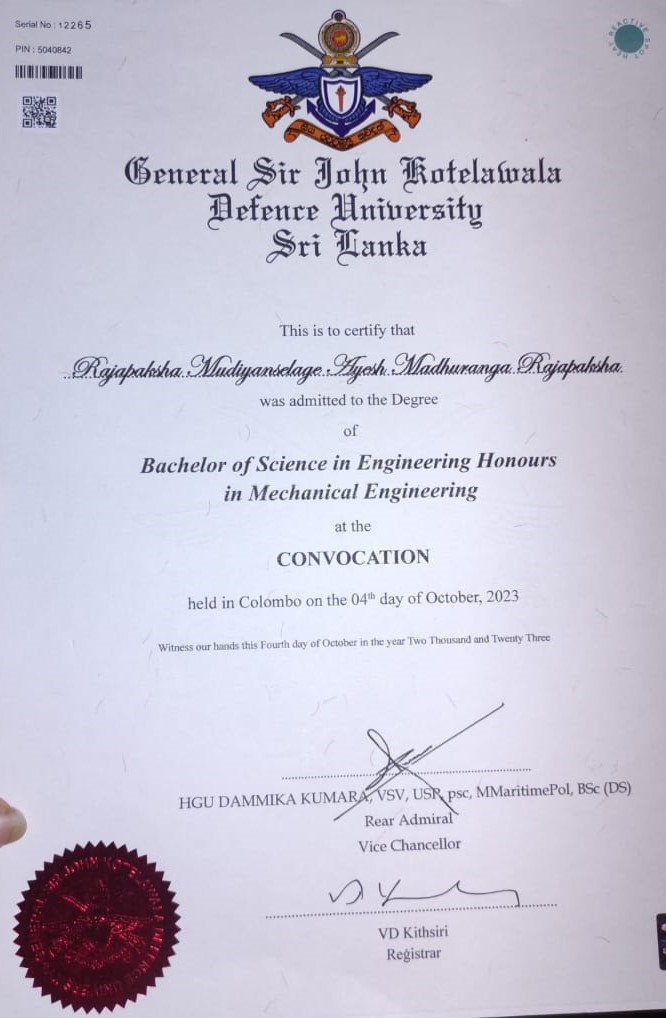 Serial No : 12265
PIN : 5040842
REACTIVE SPOT
General Sir John Kotelawala
Defence University
Sri Lanka
This is to certify that
Rajapaksha Mudiyanselage Ayesh Madhuranga Rajapaksha
was admitted to the Degree
of
Bachelor of Science in Engineering Honours
in Mechanical Engineering
at the
CONVOCATION
held in Colombo on the 04th day of October, 2023
Witness our hands this Fourth day of October in the year Two Thousand and Twenty Three
HGU DAMMIKA KUMARA, VSV, USP, psc, MMaritimePol, BSc (DS)
Rear Admiral
Vice Chancellor
VD Kithsiri
Registrar